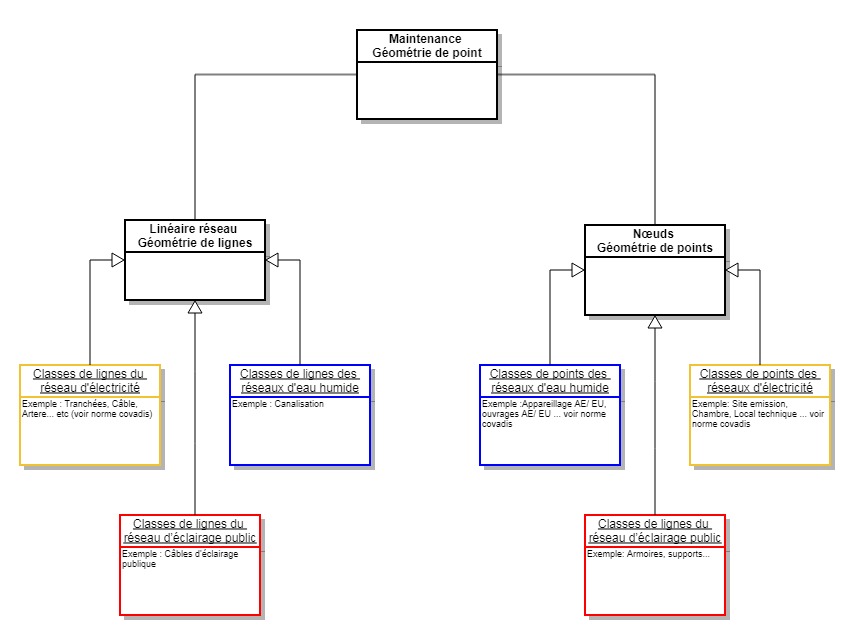 Maintenance
Géométrie de point
Linéaire réseau
Géométrie de lignes
Nœuds
Géométrie de points
Classes de lignes du
réseau d'électricité
Exemple : Tranchées, Câble,
Artere... etc (voir norme covadis)
Classes de lignes des
réseaux d'eau humide
Exemple : Canalisation
Classes de points des
réseaux d'eau humide
Exemple :Appareillage AE/ EU,
ouvrages AE/ EU ... voir norme
covadis
Classes de points des
réseaux d'électricité
Exemple: Site emission,
Chambre, Local technique ... voir
norme covadis
Classes de lignes du
réseau d'éclairage public
Exemple : Câbles d'éclairage
publique
Classes de lignes du
réseau d'éclairage public
Exemple: Armoires, supports...